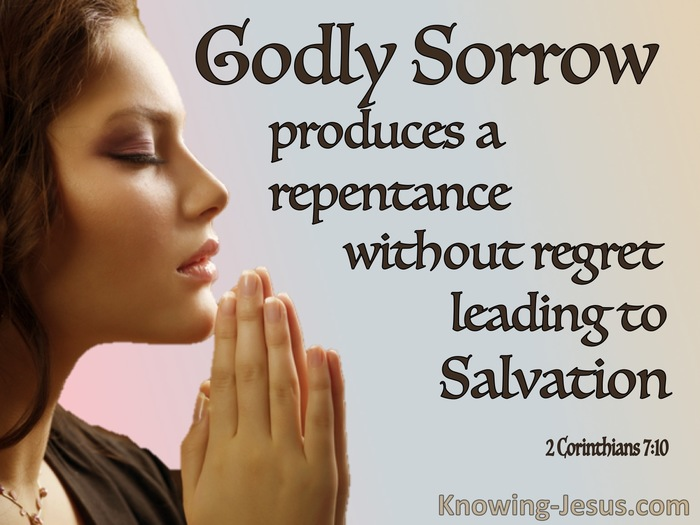 Godly Sorrow
produces a
repentance
without regret
leading to
Salvation
2 Corinthians 7:10
Knowing-Jesus.com